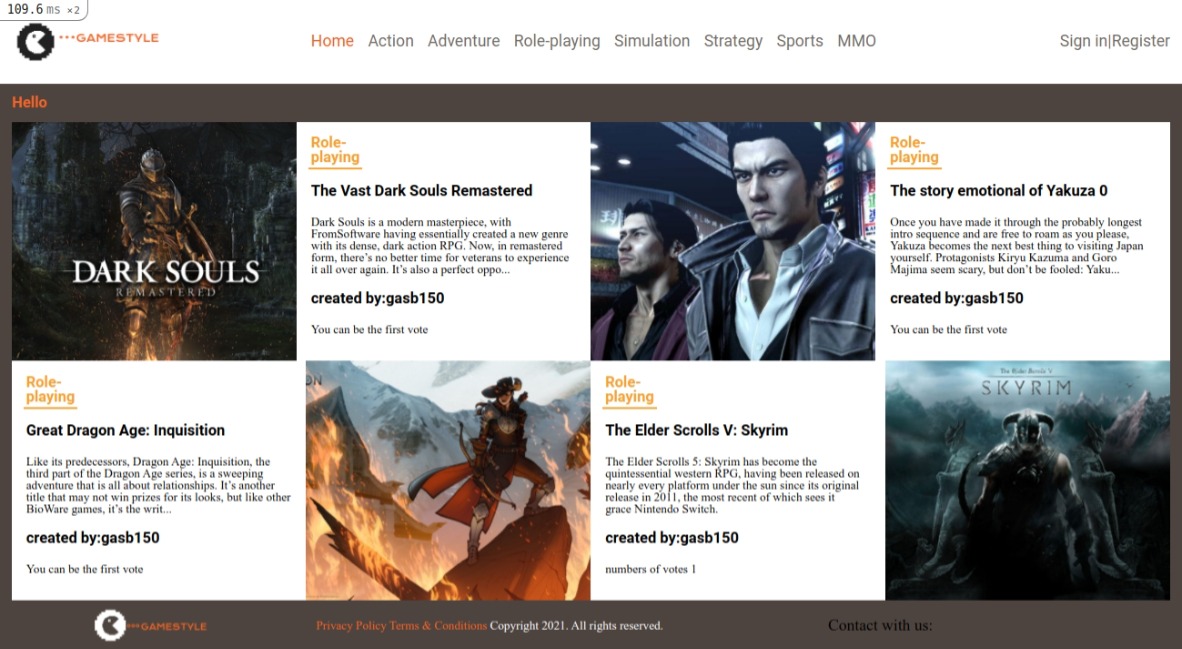 109.6 ms ×2
•••GAMESTYLE
Home Action Adventure Role-playing Simulation Strategy Sports MMO
Sign in|Register
Hello
DARK SOULS
REMASTERED
Role-
playing
The Vast Dark Souls Remastered
Dark Souls is a modern masterpiece, with
FromSoftware having essentially created a new genre
with its dense, dark action RPG. Now, in remastered
form, there's no better time for veterans to experience
it all over again. It's also a perfect oppo...
created by:gasb150
You can be the first vote
Role-
playing
The story emotional of Yakuza 0
Once you have made it through the probably longest
intro sequence and are free to roam as you please,
Yakuza becomes the next best thing to visiting Japan
yourself. Protagonists Kiryu Kazuma and Goro
Majima seem scary, but don't be fooled: Yaku...
created by:gasb150
You can be the first vote
Role-
playing
Great Dragon Age: Inquisition
Like its predecessors, Dragon Age: Inquisition, the
third part of the Dragon Age series, is a sweeping
adventure that is all about relationships. It's another
title that may not win prizes for its looks, but like other
BioWare games, it's the writ...
created by:gasb150
You can be the first vote
ON
Role-
playing
The Elder Scrolls V: Skyrim
The Elder Scrolls 5: Skyrim has become the
quintessential western RPG, having been released on
nearly every platform under the sun since its original
release in 2011, the most recent of which sees it
grace Nintendo Switch.
created by:gasb150
numbers of votes 1
The Elder Scrolls V
SKYRIM
•••GAMESTYLE
Privacy Policy Terms & Conditions Copyright 2021. All rights reserved.
Contact with us: